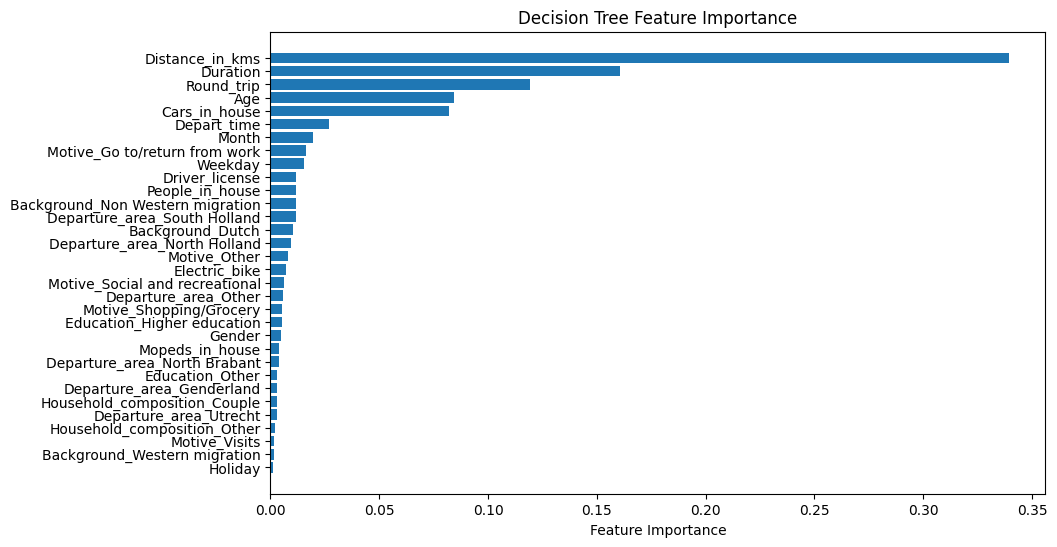 Decision Tree Feature Importance
Distance_in_kms
Duration
Round_trip
Age
Cars_in_house
Depart_time
Month
Motive_Go to/return from work
Weekday
Driver_license
People_in_house
Background_Non Western migration
Departure_area_South Holland
Background_Dutch
Departure_area_North Holland
Motive_Other
Electric_bike
Motive_Social and recreational
Departure_area_Other
Motive_Shopping/Grocery
Education_Higher education
Gender
Mopeds_in_house
Departure_area_North Brabant
Education_Other
Departure_area_Genderland
Household_composition_Couple
Departure_area_Utrecht
Household_composition_Other
Motive_Visits
Background_Western migration
Holiday
0.00 0.05 0.10 0.15 0.20 0.25 0.30 0.35
Feature Importance